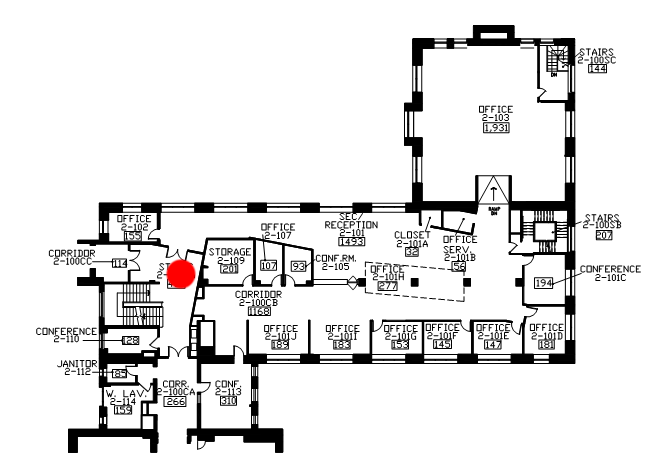 STAIRS
2-100SC
144
DN
OFFICE
2-103
1,931
RAMP
DN
OFFICE
2-102
155
SEC/
RECEPTION
2-101
1493
OFFICE
2-107
CLOSET
2-101A
32
OFFICE
SERV.
2-101B
56
STAIRS
2-100SB
207
CORRIDOR
2-100CC
114
STORAGE
2-109
201
107
93
CONF.RM.
2-105
OFFICE
2-101H
277
CONFERENCE
2-101C
194
CORRIDOR
2-100CB
1168
CONFERENCE
2-110
128
OFFICE
2-101J
189
OFFICE
2-101I
183
OFFICE
2-101G
153
OFFICE
2-101F
145
OFFICE
2-101E
147
OFFICE
2-101D
181
JANITOR
2-112
85
W. LAV.
2-114
159
CORR.
2-100CA
266
CONF.
2-113
310